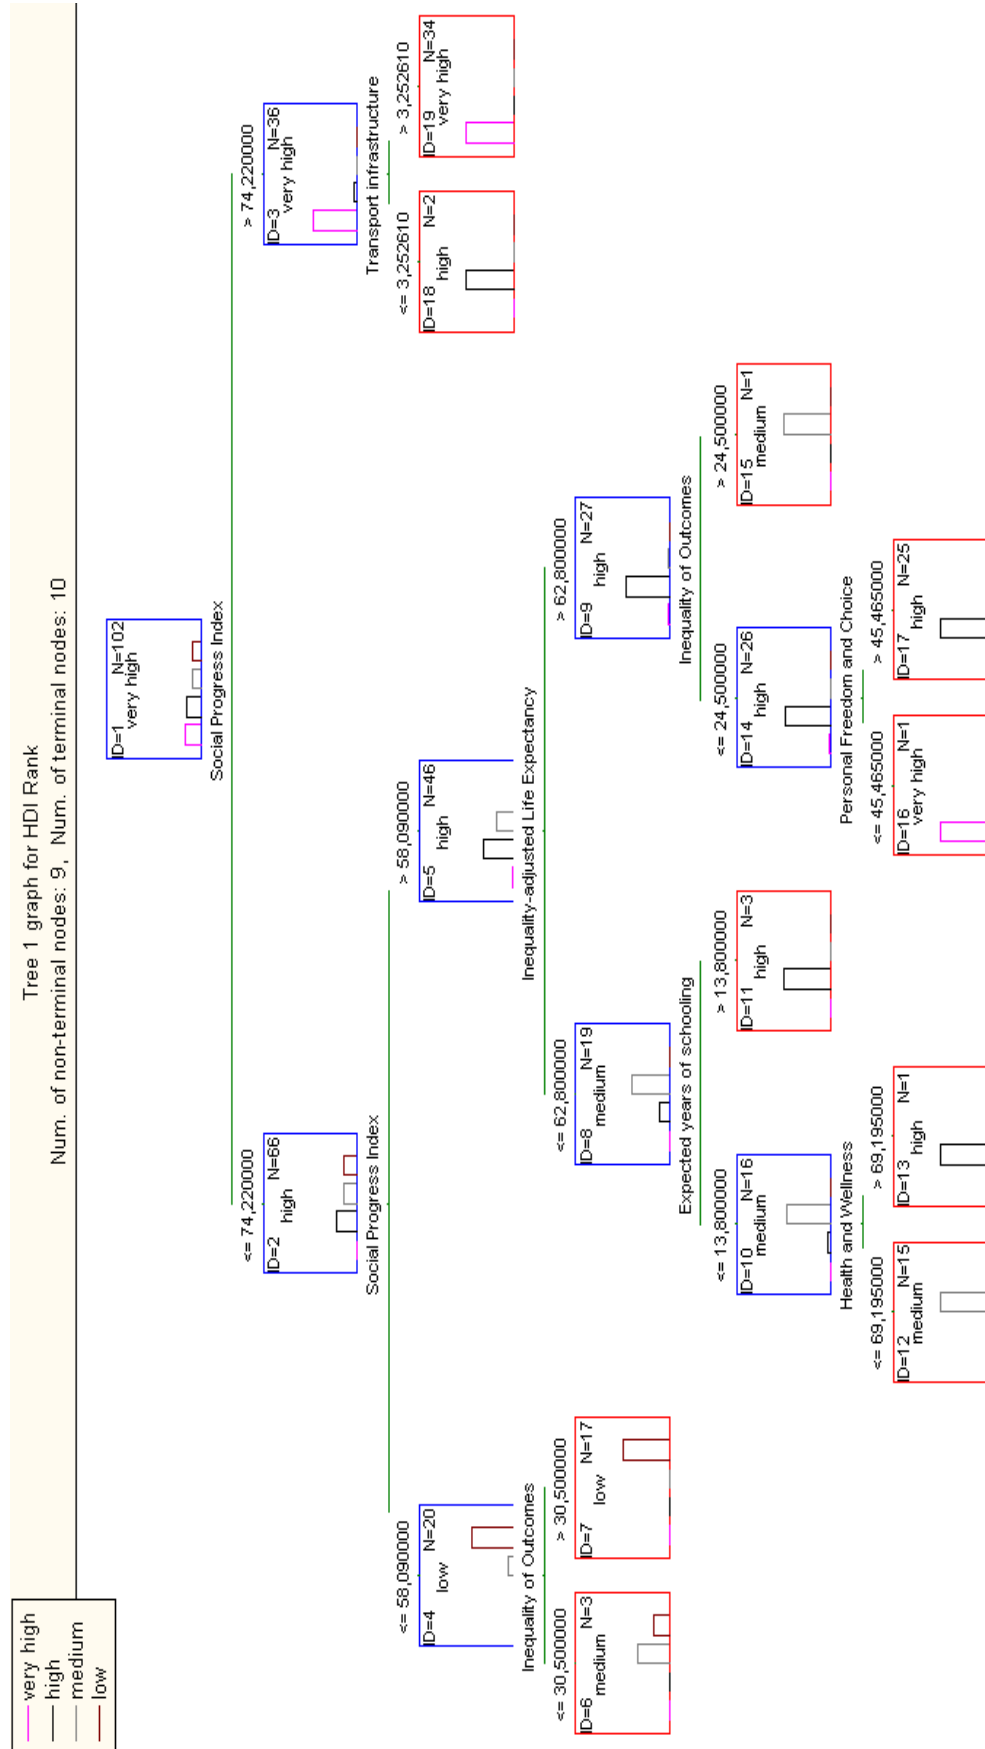 Tree 1 graph for HDI Rank
Num. of non-terminal nodes: 9,  Num. of terminal nodes: 10
very high
high
medium
low
ID=1 N=102
very high
Social Progress Index
<= 74,220000
> 74,220000
ID=2 N=66
high
Social Progress Index
ID=3 N=36
very high
Transport infrastructure
<= 58,090000
> 58,090000
<= 3,252610
> 3,252610
ID=4 N=20
low
Inequality of Outcomes
ID=5 N=46
high
Inequality-adjusted Life Expectancy
ID=18 N=2
high
ID=19 N=34
very high
<= 30,500000
> 30,500000
<= 62,800000
> 62,800000
ID=6 N=3
medium
ID=7 N=17
low
ID=8 N=19
medium
Expected years of schooling
ID=9 N=27
high
Inequality of Outcomes
<= 13,800000
> 13,800000
<= 24,500000
> 24,500000
ID=10 N=16
medium
Health and Wellness
ID=11 N=3
high
ID=14 N=26
high
Personal Freedom and Choice
ID=15 N=1
medium
<= 69,195000
> 69,195000
<= 45,465000
> 45,465000
ID=12 N=15
medium
ID=13 N=1
high
ID=16 N=1
very high
ID=17 N=25
high